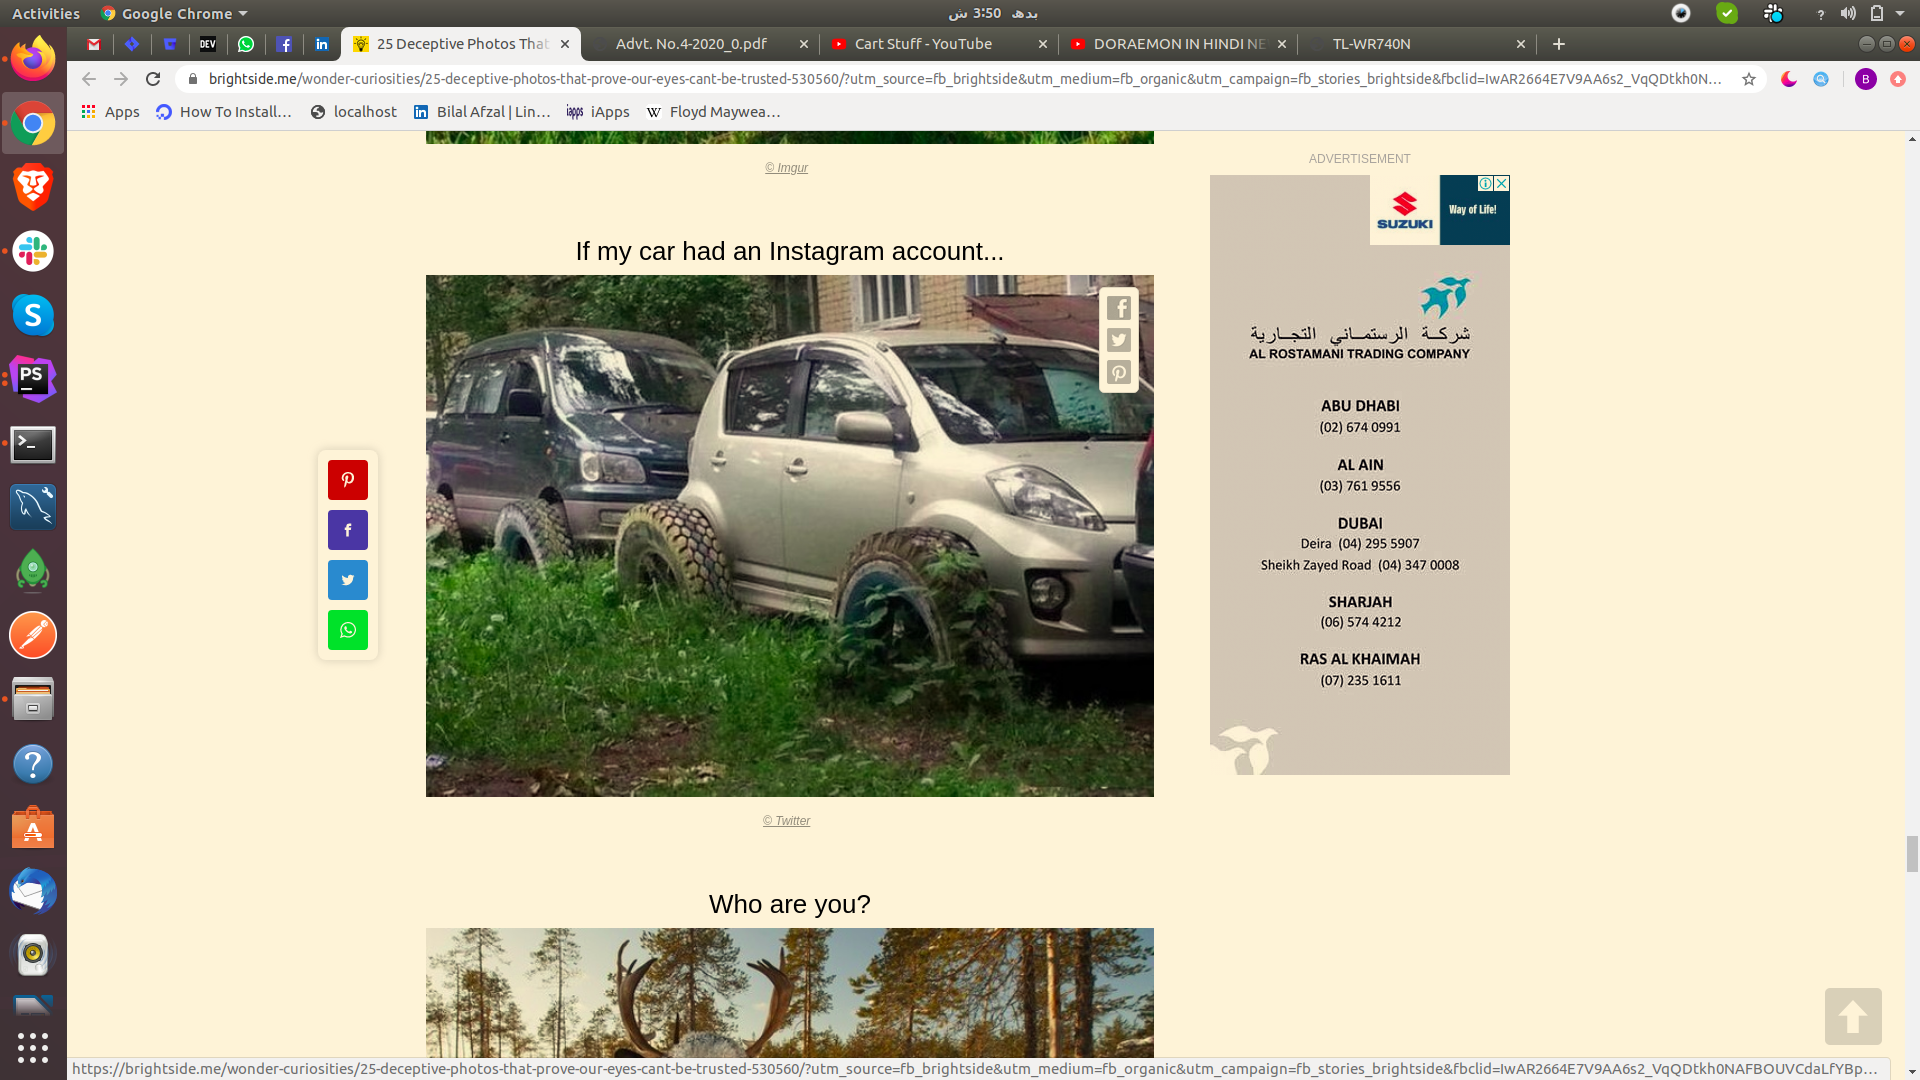 Activities
Google Chrome
بدھ 3:50 ش
25 Deceptive Photos That
Advt. No.4-2020_0.pdf
Cart Stuff - YouTube
DORAEMON IN HINDI NE
TL-WR740N
brightside.me/wonder-curiosities/25-deceptive-photos-that-prove-our-eyes-cant-be-trusted-530560/?utm_source=fb_brightside&utm_medium=fb_organic&utm_campaign=fb_stories_brightside&fbclid=IwAR2664E7V9AA6s2_VqQDtkh0N...
B
Apps
How To Install...
localhost
Bilal Afzal | Lin...
iApps
Floyd Maywea...
DEV
PS
© Imgur
If my car had an Instagram account...
© Twitter
Who are you?
ADVERTISEMENT
SUZUKI
Way of Life!
شركة الرستماني التجارية
AL ROSTAMANI TRADING COMPANY
ABU DHABI
(02) 674 0991
AL AIN
(03) 761 9556
DUBAI
Deira (04) 295 5907
Sheikh Zayed Road (04) 347 0008
SHARJAH
(06) 574 4212
RAS AL KHAIMAH
(07) 235 1611
https://brightside.me/wonder-curiosities/25-deceptive-photos-that-prove-our-eyes-cant-be-trusted-530560/?utm_source=fb_brightside&utm_medium=fb_organic&utm_campaign=fb_stories_brightside&fbclid=IwAR2664E7V9AA6s2_VqQDtkh0NAFBOUVCdaLfYBp...